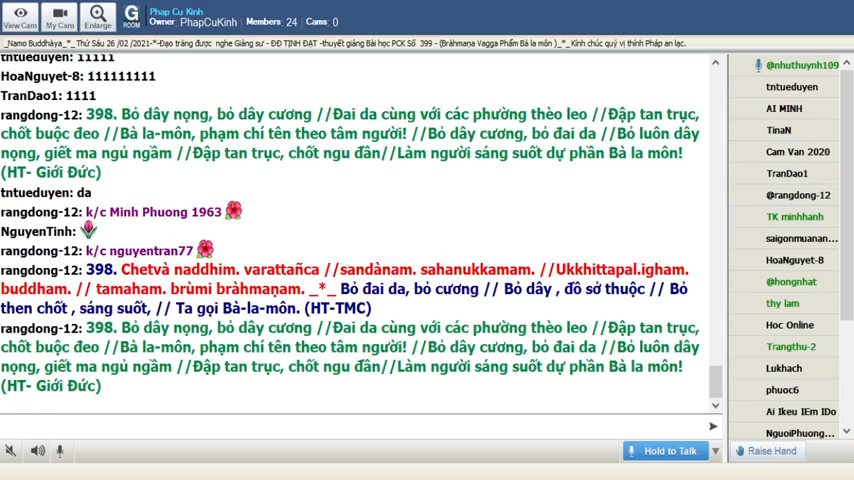 Phap Cu Kinh
Owner: PhapCuKinh Members: 24 Cams: 0
View Cam My Cam Enlarge G ROOM
_Namo Buddhàya_*_ Thứ Sáu 26 /02 /2021-*-Đạo tràng được nghe Giảng sư - ĐĐ TỊNH ĐẠT -thuyết giảng Bài học PCK Số 399 - (Bràhmaṇa Vagga Phẩm Bà la môn )_*_ Kính chúc quý vị thính Pháp an lạc.
tntueduyen: 11111
HoaNguyet-8: 111111111
TranDao1: 1111
rangdong-12: 398. Bỏ dây nọng, bỏ dây cương //Đai da cùng với các phường thèo leo //Đập tan trục,
chốt buộc đeo //Bà la-môn, phạm chí tên theo tâm người! //Bỏ dây cương, bỏ đai da //Bỏ luôn dây
nọng, giết ma ngủ ngầm //Đập tan trục, chốt ngu đần//Làm người sáng suốt dự phần Bà la môn!
(HT- Giới Đức)
tntueduyen: da
rangdong-12: k/c Minh Phuong 1963
NguyenTinh:
rangdong-12: k/c nguyentran77
rangdong-12: 398. Chetvà naddhim. varattañca //sandànam. sahanukkamam. //Ukkhittapal.igham.
buddham. // tamaham. brùmi bràhmaṇam. _*_ Bỏ đai da, bỏ cương // Bỏ dây , đồ sở thuộc // Bỏ
then chốt , sáng suốt, // Ta gọi Bà-la-môn. (HT-TMC)
rangdong-12: 398. Bỏ dây nọng, bỏ dây cương //Đai da cùng với các phường thèo leo //Đập tan trục,
chốt buộc đeo //Bà la-môn, phạm chí tên theo tâm người! //Bỏ dây cương, bỏ đai da //Bỏ luôn dây
nọng, giết ma ngủ ngầm //Đập tan trục, chốt ngu đần//Làm người sáng suốt dự phần Bà la môn!
(HT- Giới Đức)
Hold to Talk
@nhuthuynh109
tntueduyen
AI MINH
TinaN
Cam Van 2020
TranDao1
@rangdong-12
TK minhhanh
saigonmuanan...
HoaNguyet-8
@hongnhat
thy lam
Hoc Online
Trangthu-2
Lukhach
phuoc6
Ai Ikeu IEm IDo
NguoiPhuong...
Raise Hand